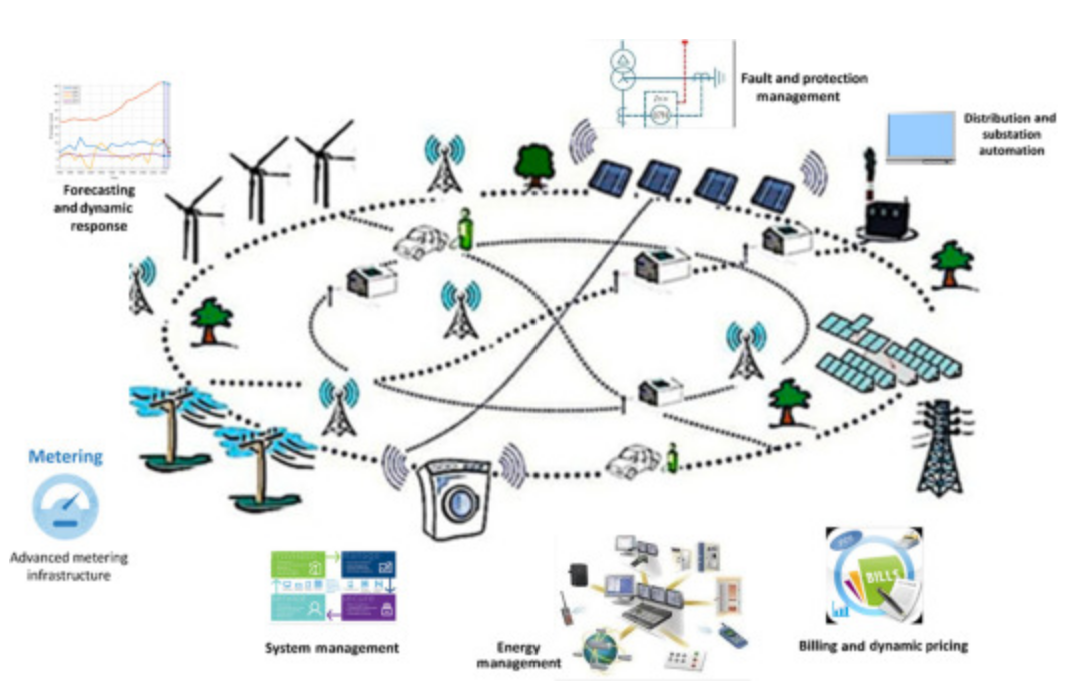 Fault and protection
management
Distribution and
substation
automation
Forecasting
and dynamic
response
Metering
Advanced metering
infrastructure
BILLS
System management
Energy
management
Billing and dynamic pricing